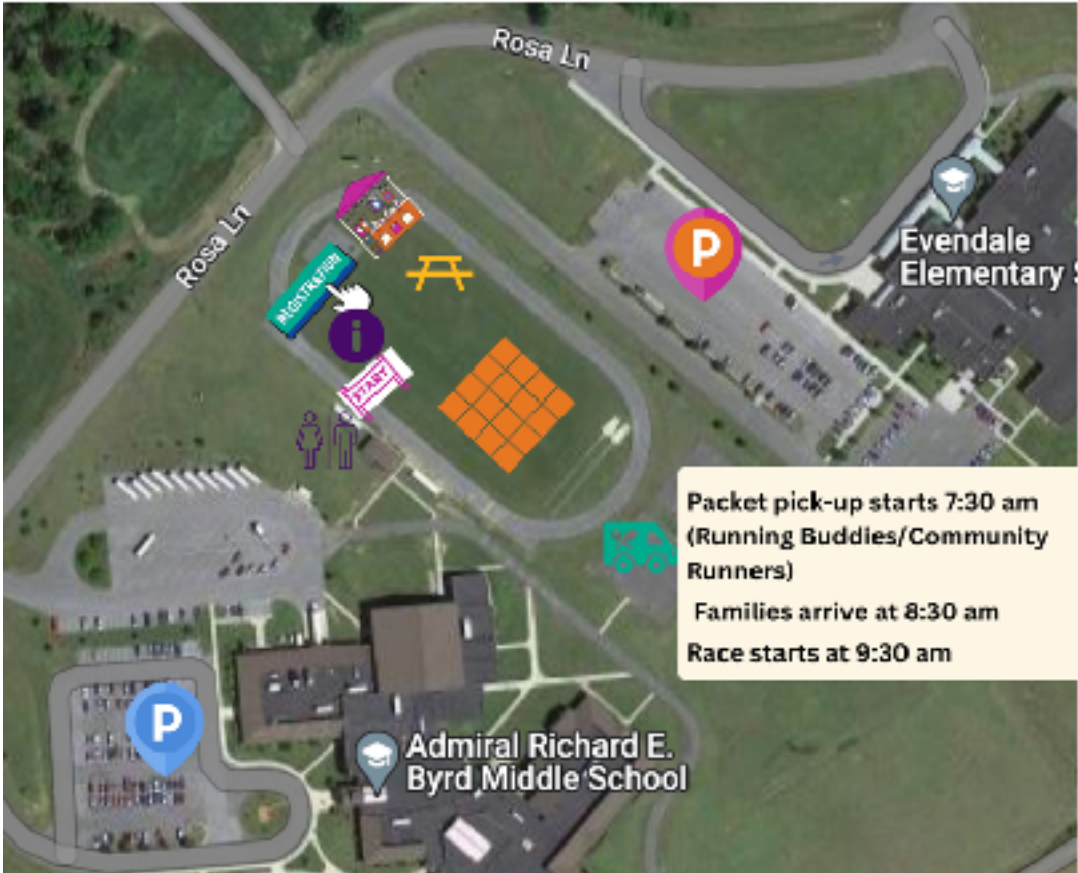 Rosa Ln
Rosa Ln
REGISTRATION
i
START
P
Evendale
Elementary S
Packet pick-up starts 7:30 am
(Running Buddies/Community
Runners)
Families arrive at 8:30 am
Race starts at 9:30 am
P
Admiral Richard E.
Byrd Middle School